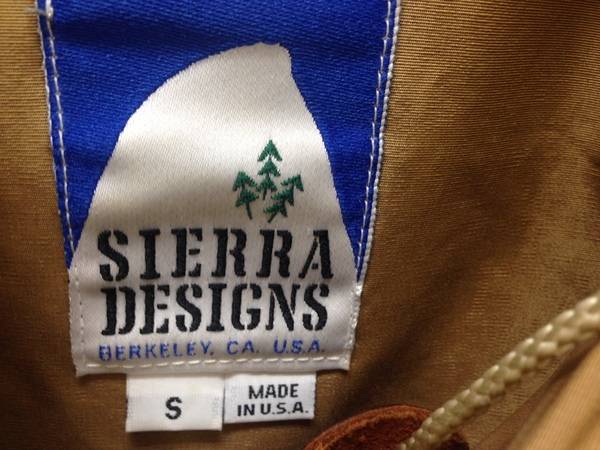 SIERRA
DESIGNS
BERKELEY, CA. U.S.A.
S
MADE
IN U.S.A.